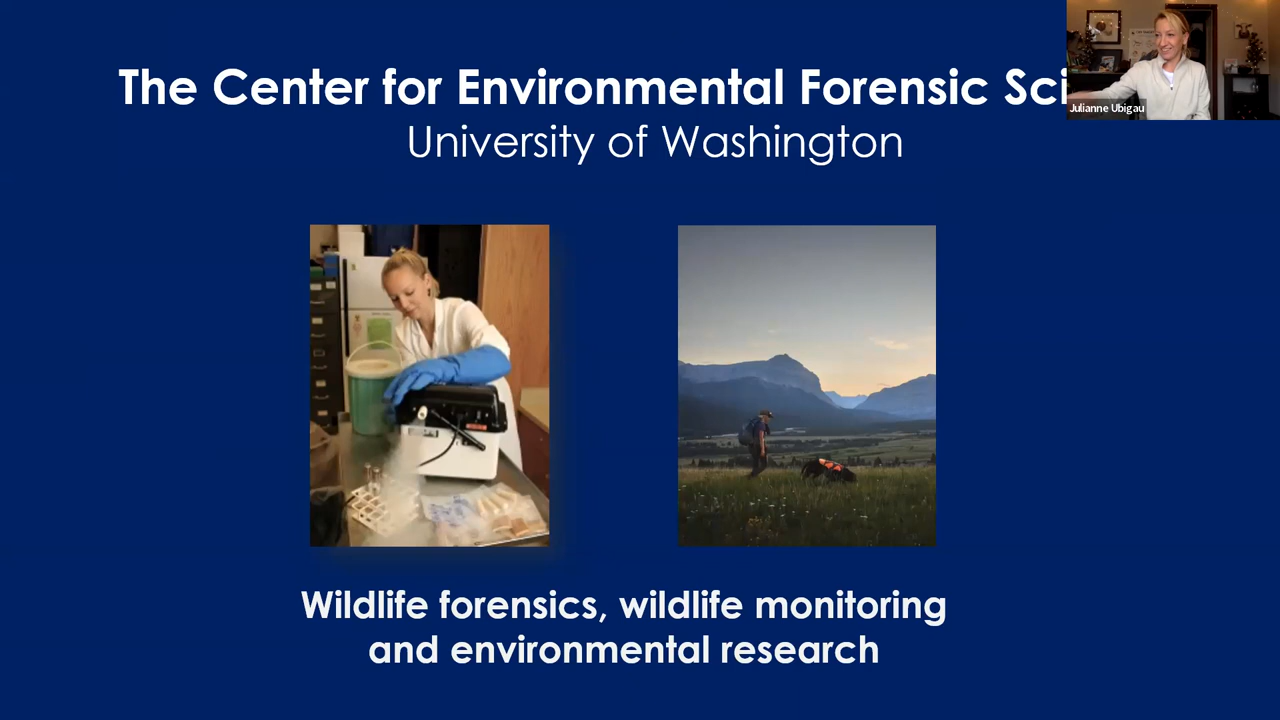 The Center for Environmental Forensic Sci
University of Washington
Julianne Ubigau
Wildlife forensics, wildlife monitoring
and environmental research